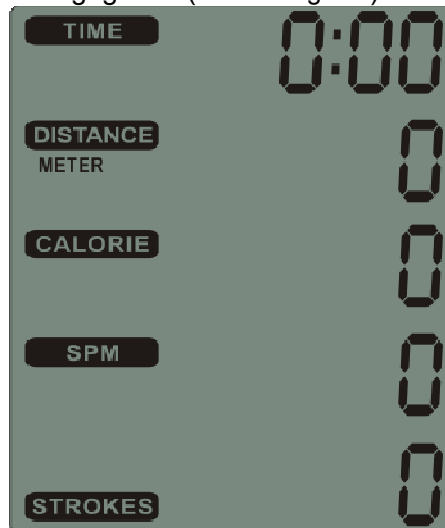 TIME 0:00
DISTANCE 0
METER
CALORIE 0
SPM 0
STROKES 0